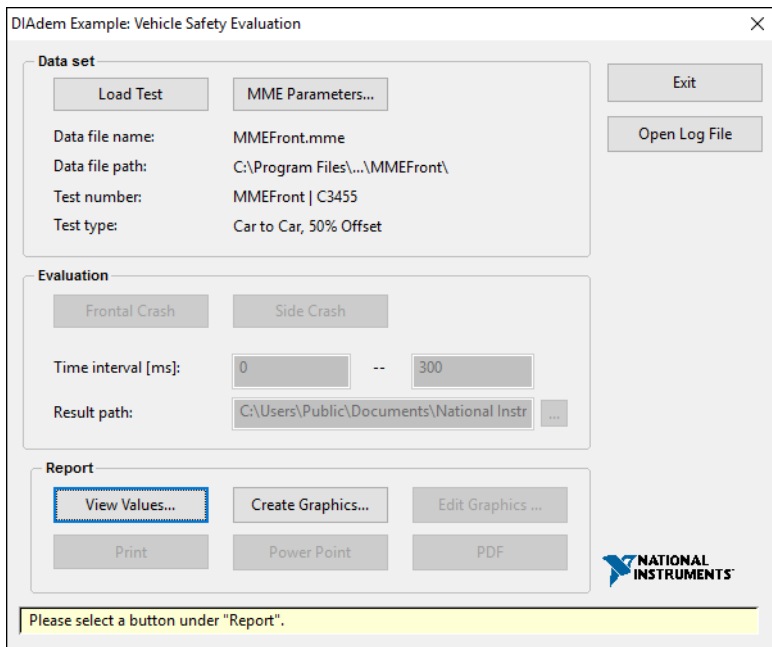 DIAdem Example: Vehicle Safety Evaluation
Data set
Load Test
MME Parameters...
Exit
Open Log File
Data file name: MMEFront.mme
Data file path: C:\Program Files\...\MMEFront\
Test number: MMEFront | C3455
Test type: Car to Car, 50% Offset
Evaluation
Frontal Crash
Side Crash
Time interval [ms]: 0 -- 300
Result path: C:\Users\Public\Documents\National Instr ...
Report
View Values...
Create Graphics...
Edit Graphics ...
Print
Power Point
PDF
NATIONAL
INSTRUMENTS
Please select a button under "Report".